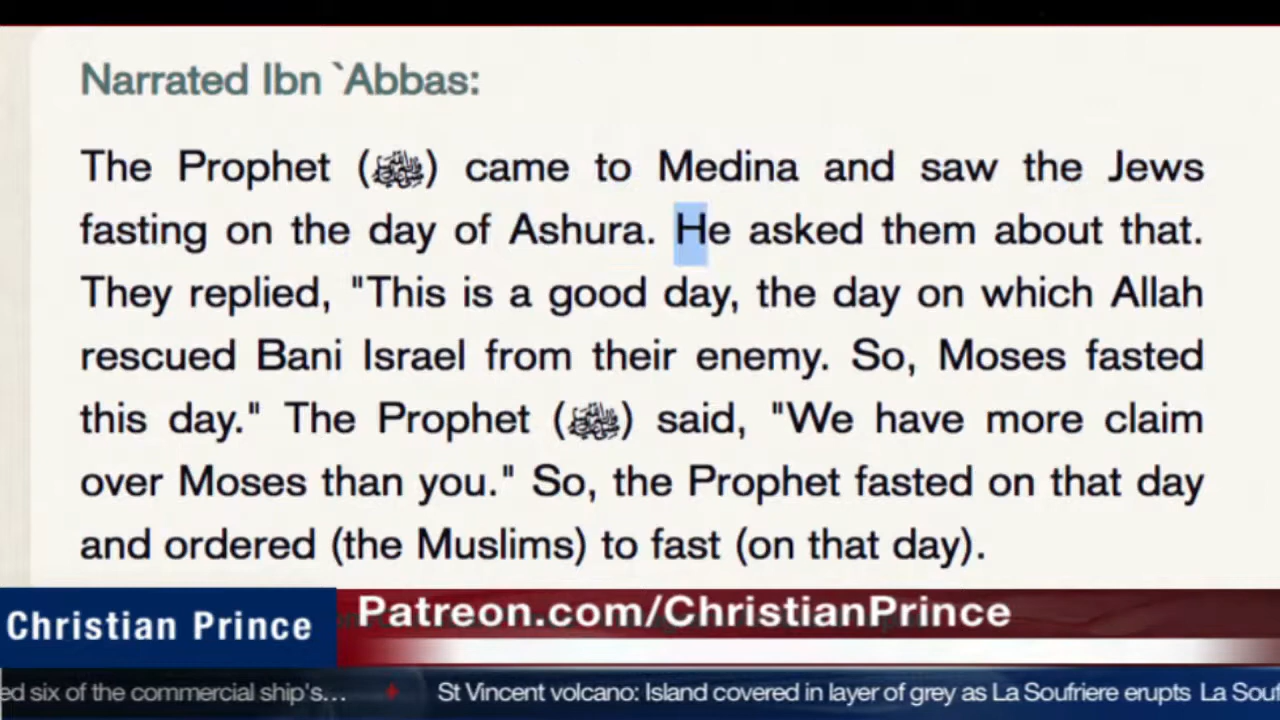 Narrated Ibn `Abbas:
The Prophet (ﷺ) came to Medina and saw the Jews
fasting on the day of Ashura. He asked them about that.
They replied, "This is a good day, the day on which Allah
rescued Bani Israel from their enemy. So, Moses fasted
this day." The Prophet (ﷺ) said, "We have more claim
over Moses than you." So, the Prophet fasted on that day
and ordered (the Muslims) to fast (on that day).
Christian Prince
Patreon.com/ChristianPrince
ed six of the commercial ship's... St Vincent volcano: Island covered in layer of grey as La Soufriere erupts La Souf